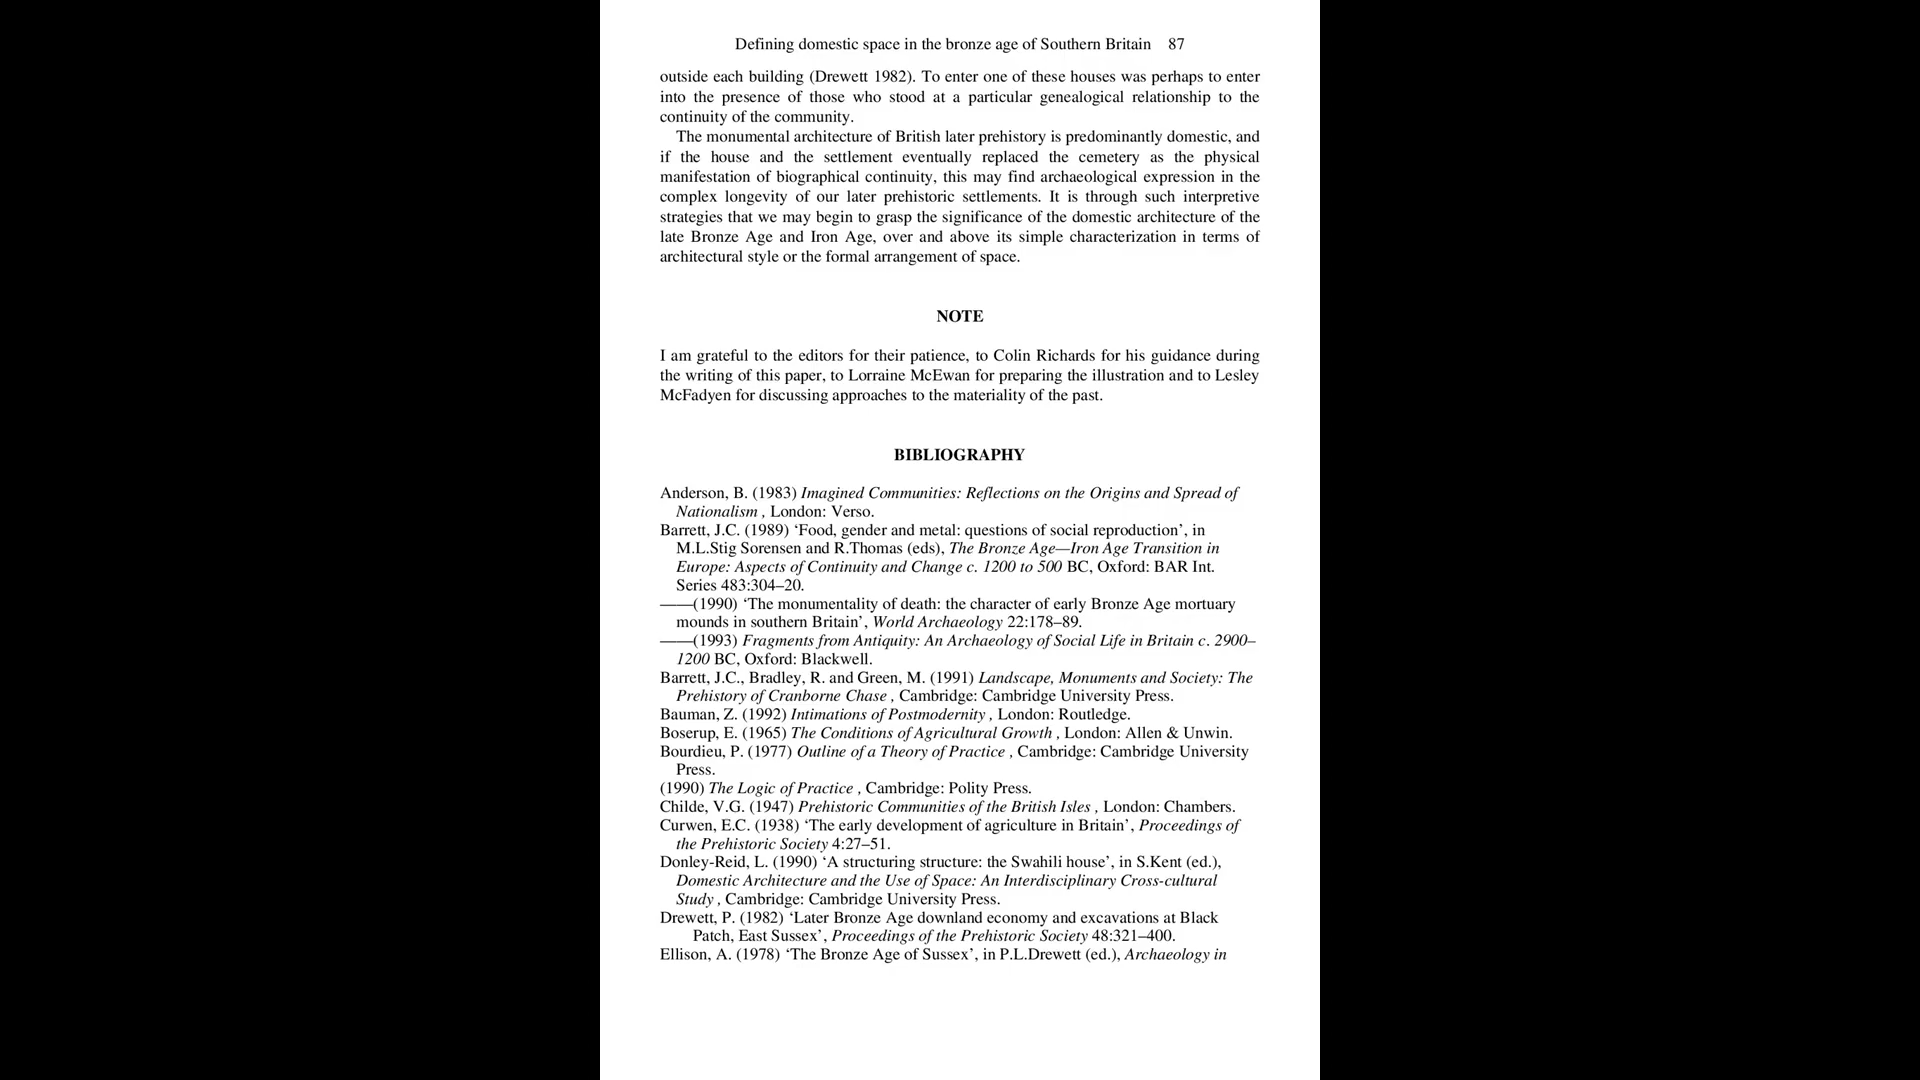 Defining domestic space in the bronze age of Southern Britain 87
outside each building (Drewett 1982). To enter one of these houses was perhaps to enter
into the presence of those who stood at a particular genealogical relationship to the
continuity of the community.
The monumental architecture of British later prehistory is predominantly domestic, and
if the house and the settlement eventually replaced the cemetery as the physical
manifestation of biographical continuity, this may find archaeological expression in the
complex longevity of our later prehistoric settlements. It is through such interpretive
strategies that we may begin to grasp the significance of the domestic architecture of the
late Bronze Age and Iron Age, over and above its simple characterization in terms of
architectural style or the formal arrangement of space.
NOTE
I am grateful to the editors for their patience, to Colin Richards for his guidance during
the writing of this paper, to Lorraine McEwan for preparing the illustration and to Lesley
McFadyen for discussing approaches to the materiality of the past.
BIBLIOGRAPHY
Anderson, B. (1983) Imagined Communities: Reflections on the Origins and Spread of
Nationalism , London: Verso.
Barrett, J.C. (1989) ‘Food, gender and metal: questions of social reproduction’, in
M.L.Stig Sorensen and R.Thomas (eds), The Bronze Age—Iron Age Transition in
Europe: Aspects of Continuity and Change c. 1200 to 500 BC, Oxford: BAR Int.
Series 483:304–20.
——(1990) ‘The monumentality of death: the character of early Bronze Age mortuary
mounds in southern Britain’, World Archaeology 22:178–89.
——(1993) Fragments from Antiquity: An Archaeology of Social Life in Britain c. 2900–
1200 BC, Oxford: Blackwell.
Barrett, J.C., Bradley, R. and Green, M. (1991) Landscape, Monuments and Society: The
Prehistory of Cranborne Chase , Cambridge: Cambridge University Press.
Bauman, Z. (1992) Intimations of Postmodernity , London: Routledge.
Boserup, E. (1965) The Conditions of Agricultural Growth , London: Allen & Unwin.
Bourdieu, P. (1977) Outline of a Theory of Practice , Cambridge: Cambridge University
Press.
(1990) The Logic of Practice , Cambridge: Polity Press.
Childe, V.G. (1947) Prehistoric Communities of the British Isles , London: Chambers.
Curwen, E.C. (1938) ‘The early development of agriculture in Britain’, Proceedings of
the Prehistoric Society 4:27–51.
Donley-Reid, L. (1990) ‘A structuring structure: the Swahili house’, in S.Kent (ed.),
Domestic Architecture and the Use of Space: An Interdisciplinary Cross-cultural
Study , Cambridge: Cambridge University Press.
Drewett, P. (1982) ‘Later Bronze Age downland economy and excavations at Black
Patch, East Sussex’, Proceedings of the Prehistoric Society 48:321–400.
Ellison, A. (1978) ‘The Bronze Age of Sussex’, in P.L.Drewett (ed.), Archaeology in